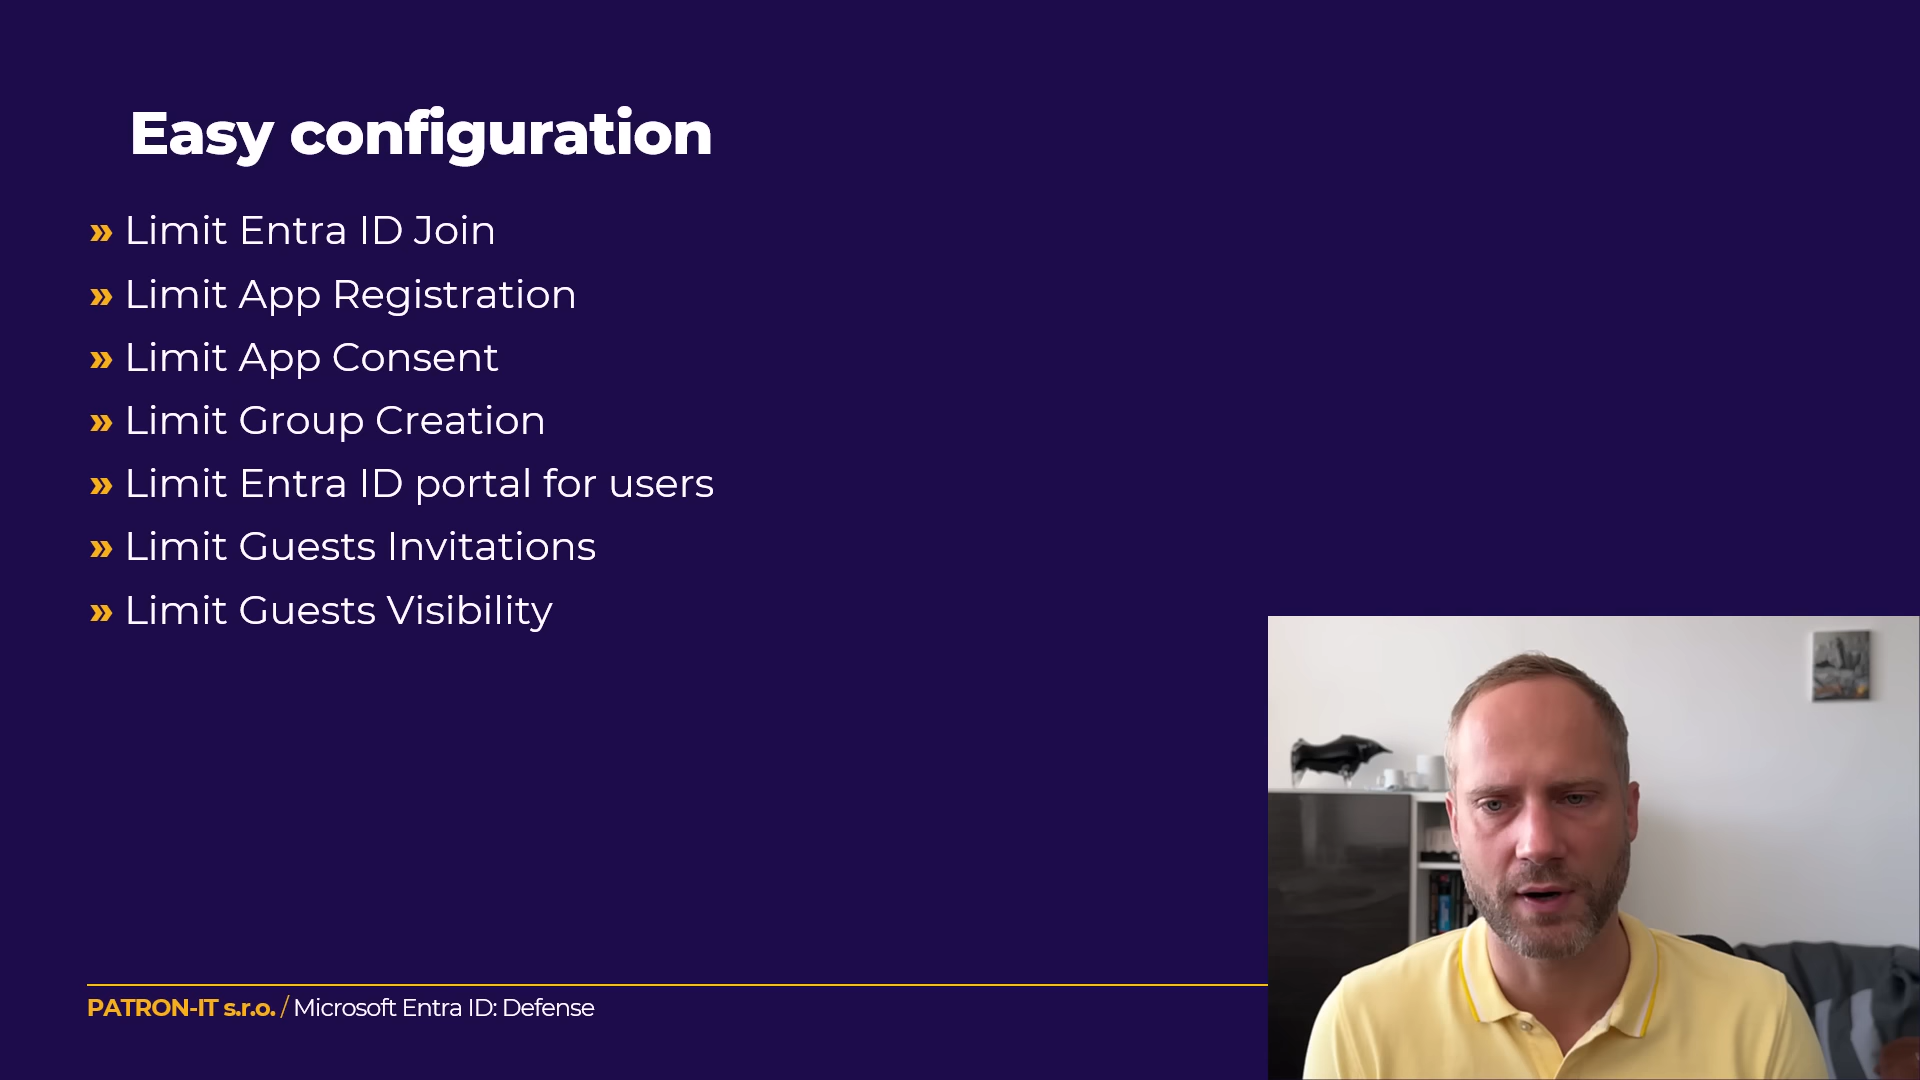 Easy configuration
» Limit Entra ID Join
» Limit App Registration
» Limit App Consent
» Limit Group Creation
» Limit Entra ID portal for users
» Limit Guests Invitations
» Limit Guests Visibility
PATRON-IT s.r.o. / Microsoft Entra ID: Defense